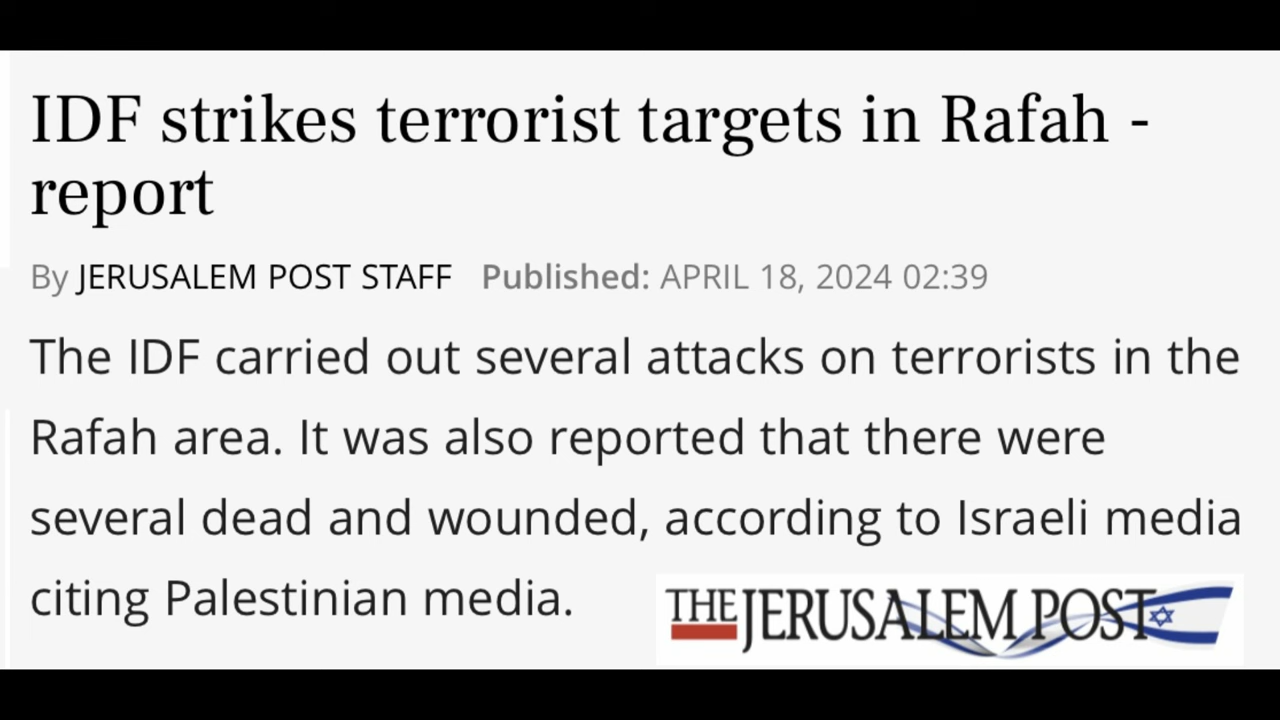 IDF strikes terrorist targets in Rafah -
report
By JERUSALEM POST STAFF Published: APRIL 18, 2024 02:39
The IDF carried out several attacks on terrorists in the
Rafah area. It was also reported that there were
several dead and wounded, according to Israeli media
citing Palestinian media.
THE JERUSALEM POST